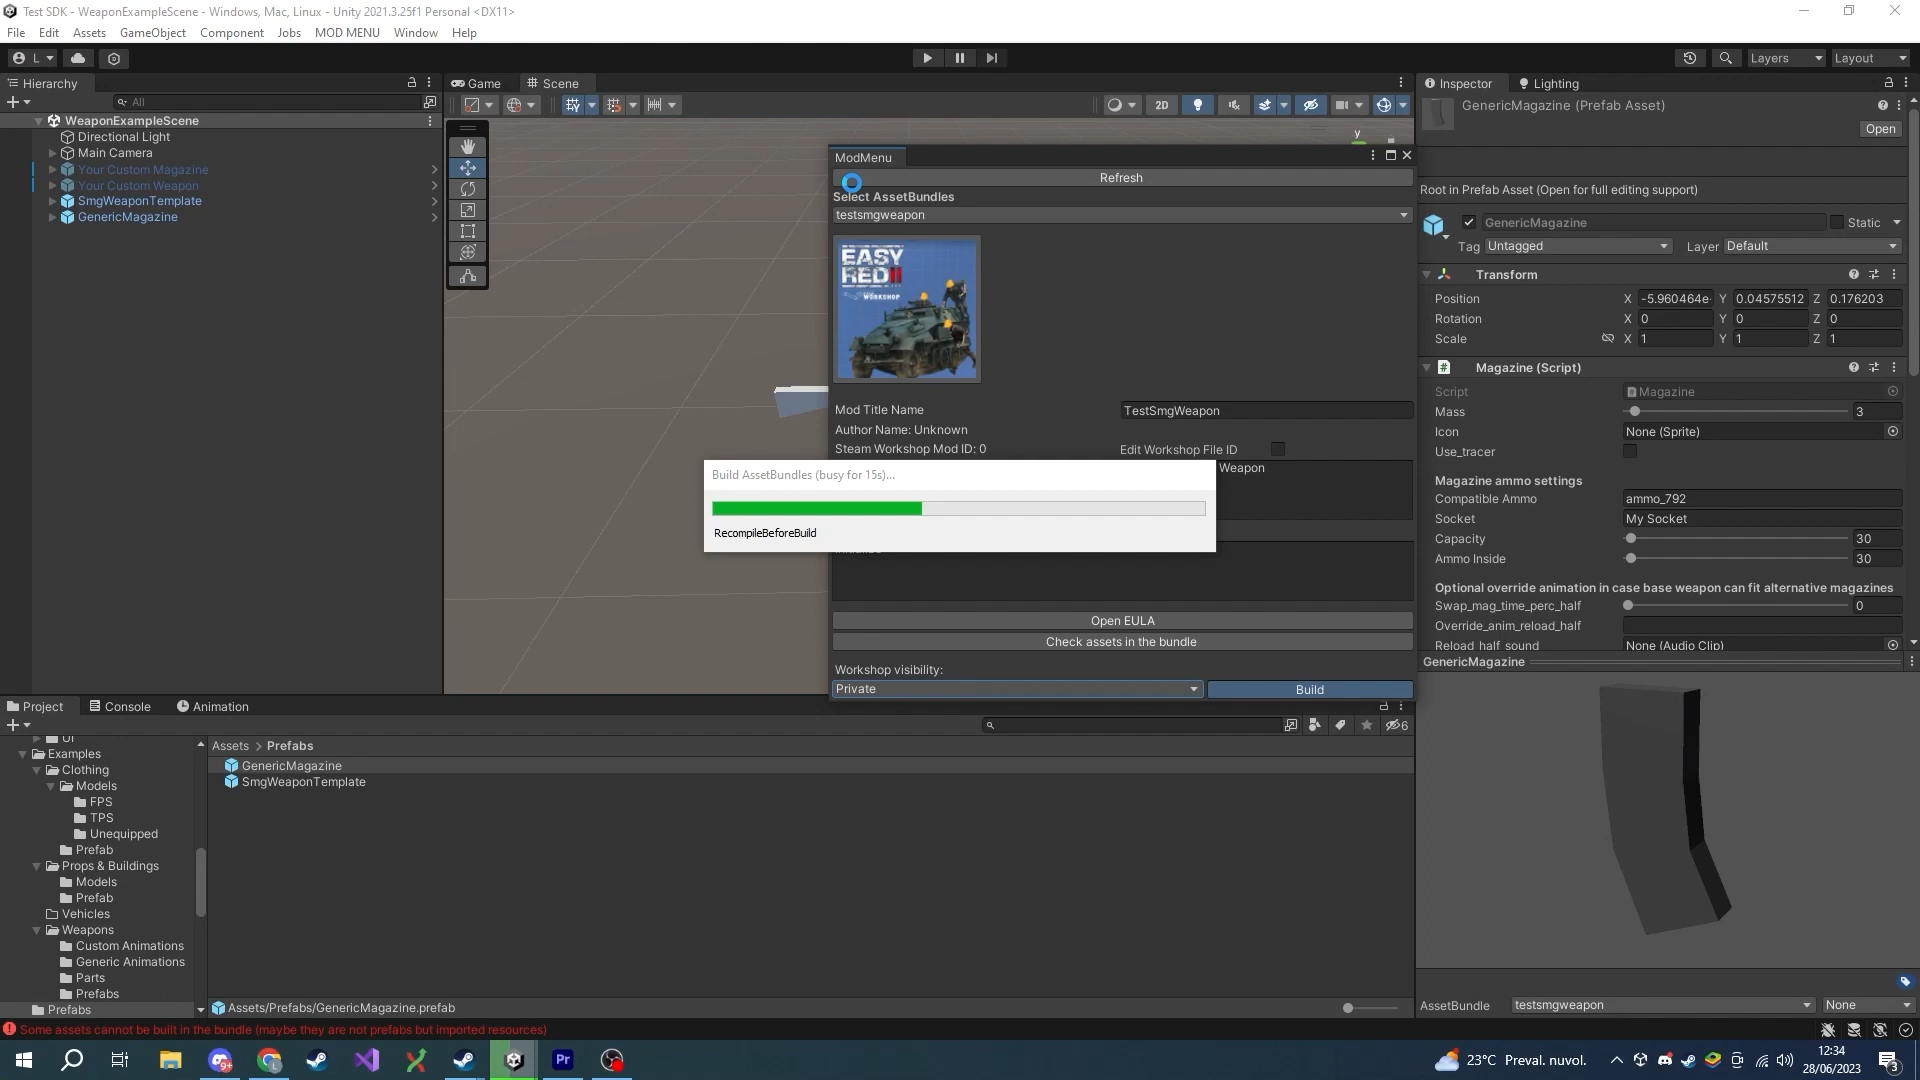 Test SDK - WeaponExampleScene - Windows, Mac, Linux - Unity 2021.3.25f1 Personal <DX11>
File Edit Assets GameObject Component Jobs MOD MENU Window Help
L
Layers
Layout
Hierarchy
All
WeaponExampleScene
Directional Light
Main Camera
Your Custom Magazine
Your Custom Weapon
SmgWeaponTemplate
GenericMagazine
Game
Scene
2D
y
ModMenu
Refresh
Select AssetBundles
testsmgweapon
EASY
RED II
WORKSHOP
Mod Title Name
TestSmgWeapon
Author Name: Unknown
Steam Workshop Mod ID: 0
Edit Workshop File ID
Weapon
Build AssetBundles (busy for 15s)...
RecompileBeforeBuild
Open EULA
Check assets in the bundle
Workshop visibility:
Private
Build
Inspector
Lighting
GenericMagazine (Prefab Asset)
Open
Root in Prefab Asset (Open for full editing support)
GenericMagazine
Static
Tag Untagged
Layer Default
Transform
Position X -5.960464e- Y 0.04575512 Z 0.176203
Rotation X 0 Y 0 Z 0
Scale X 1 Y 1 Z 1
# Magazine (Script)
Script Magazine
Mass 3
Icon None (Sprite)
Use_tracer
Magazine ammo settings
Compatible Ammo ammo_792
Socket My Socket
Capacity 30
Ammo Inside 30
Optional override animation in case base weapon can fit alternative magazines
Swap_mag_time_perc_half 0
Override_anim_reload_half
Reload half sound None (Audio Clip)
GenericMagazine
AssetBundle testsmgweapon None
Project
Console
Animation
6
UI
Examples
Clothing
Models
FPS
TPS
Unequipped
Prefab
Props & Buildings
Models
Prefab
Vehicles
Weapons
Custom Animations
Generic Animations
Parts
Prefabs
Prefabs
Assets > Prefabs
GenericMagazine
SmgWeaponTemplate
Assets/Prefabs/GenericMagazine.prefab
Some assets cannot be built in the bundle (maybe they are not prefabs but imported resources)
9+
L
Pr
23°C Preval. nuvol.
12:34
28/06/2023
3